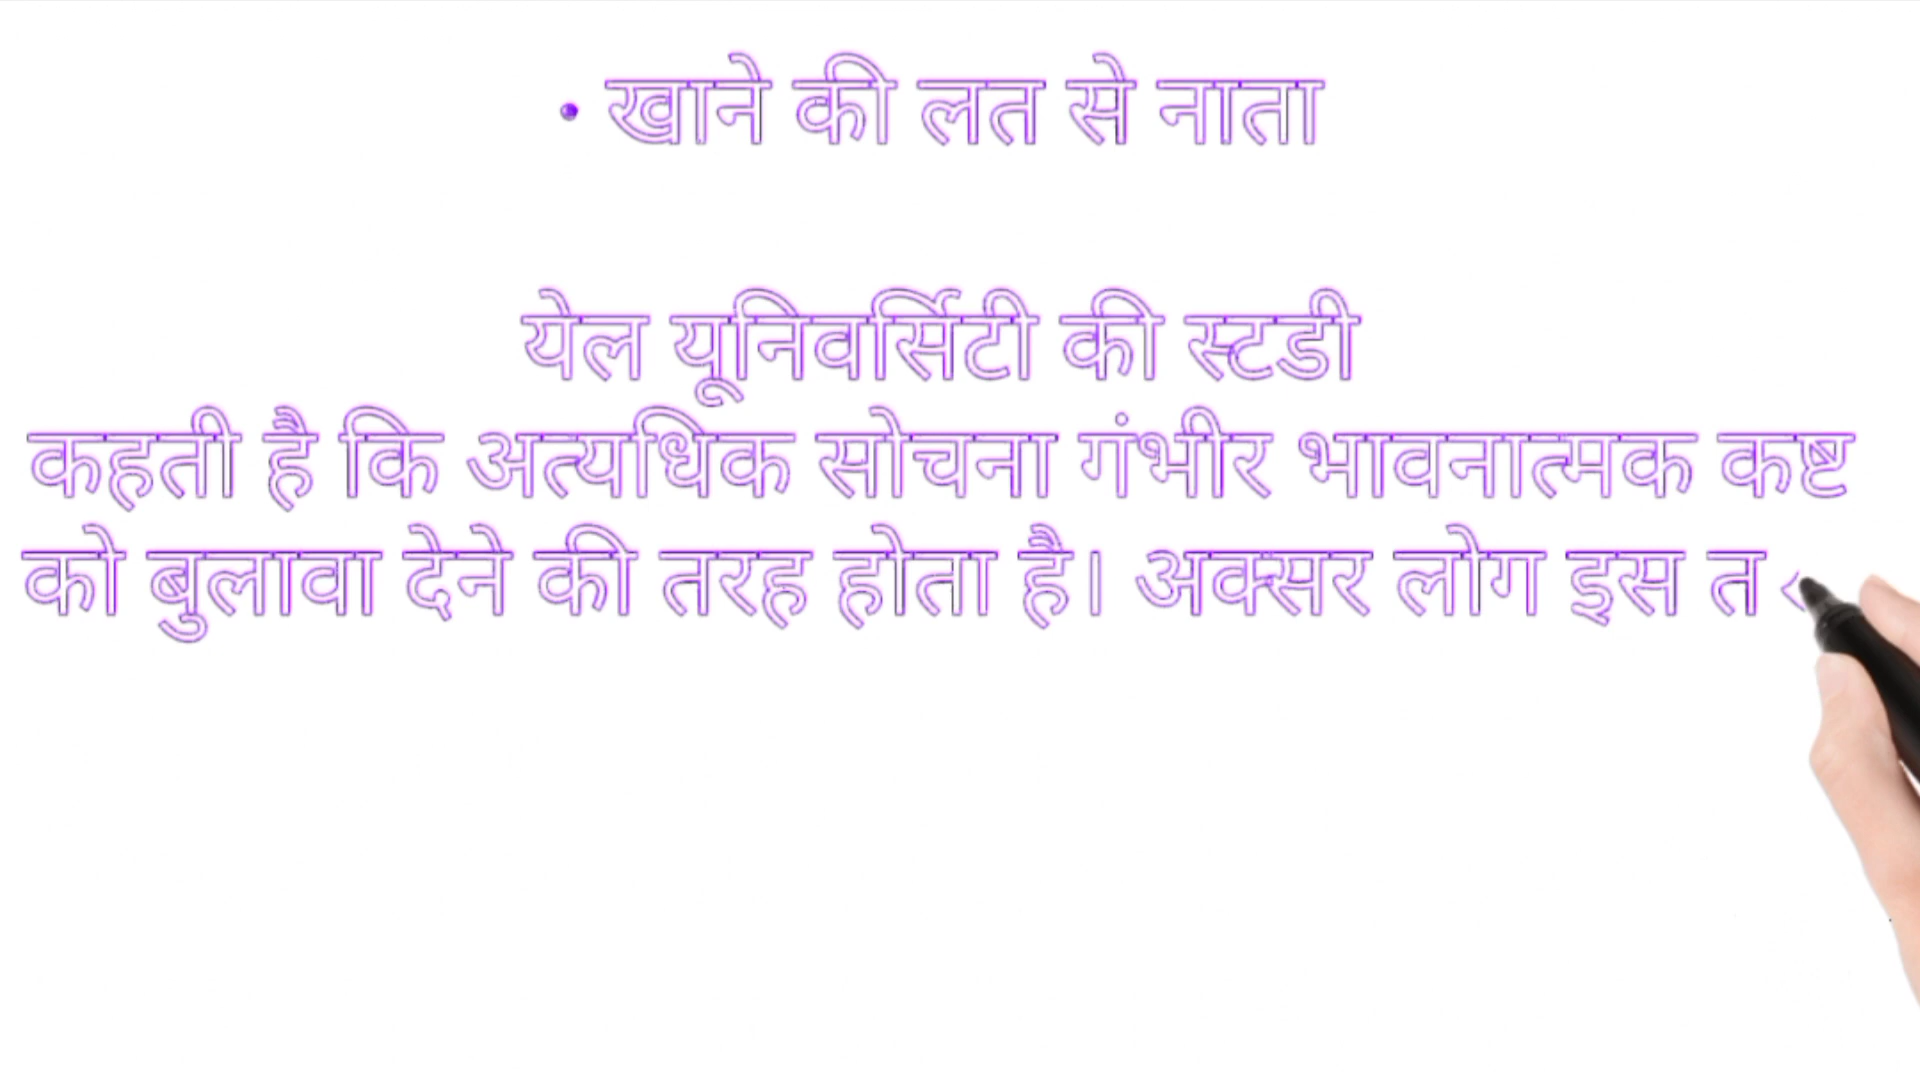 • खाने की लत से नाता
येल यूनिवर्सिटी की स्टडी
कहती है कि अत्यधिक सोचना गंभीर भावनात्मक कष्ट
को बुलावा देने की तरह होता है। अक्सर लोग इस त